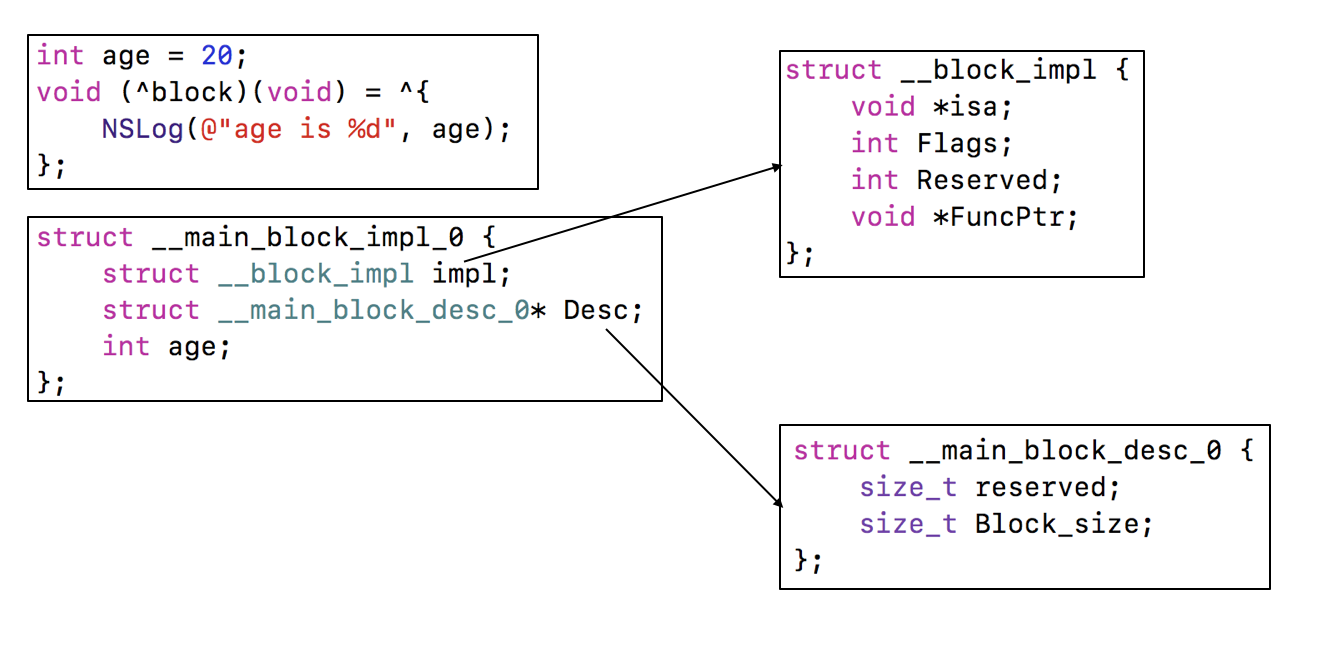 int age = 20;
void (^block)(void) = ^{
    NSLog(@"age is %d", age);
};
struct __main_block_impl_0 {
    struct __block_impl impl;
    struct __main_block_desc_0* Desc;
    int age;
};
struct __block_impl {
    void *isa;
    int Flags;
    int Reserved;
    void *FuncPtr;
};
struct __main_block_desc_0 {
    size_t reserved;
    size_t Block_size;
};